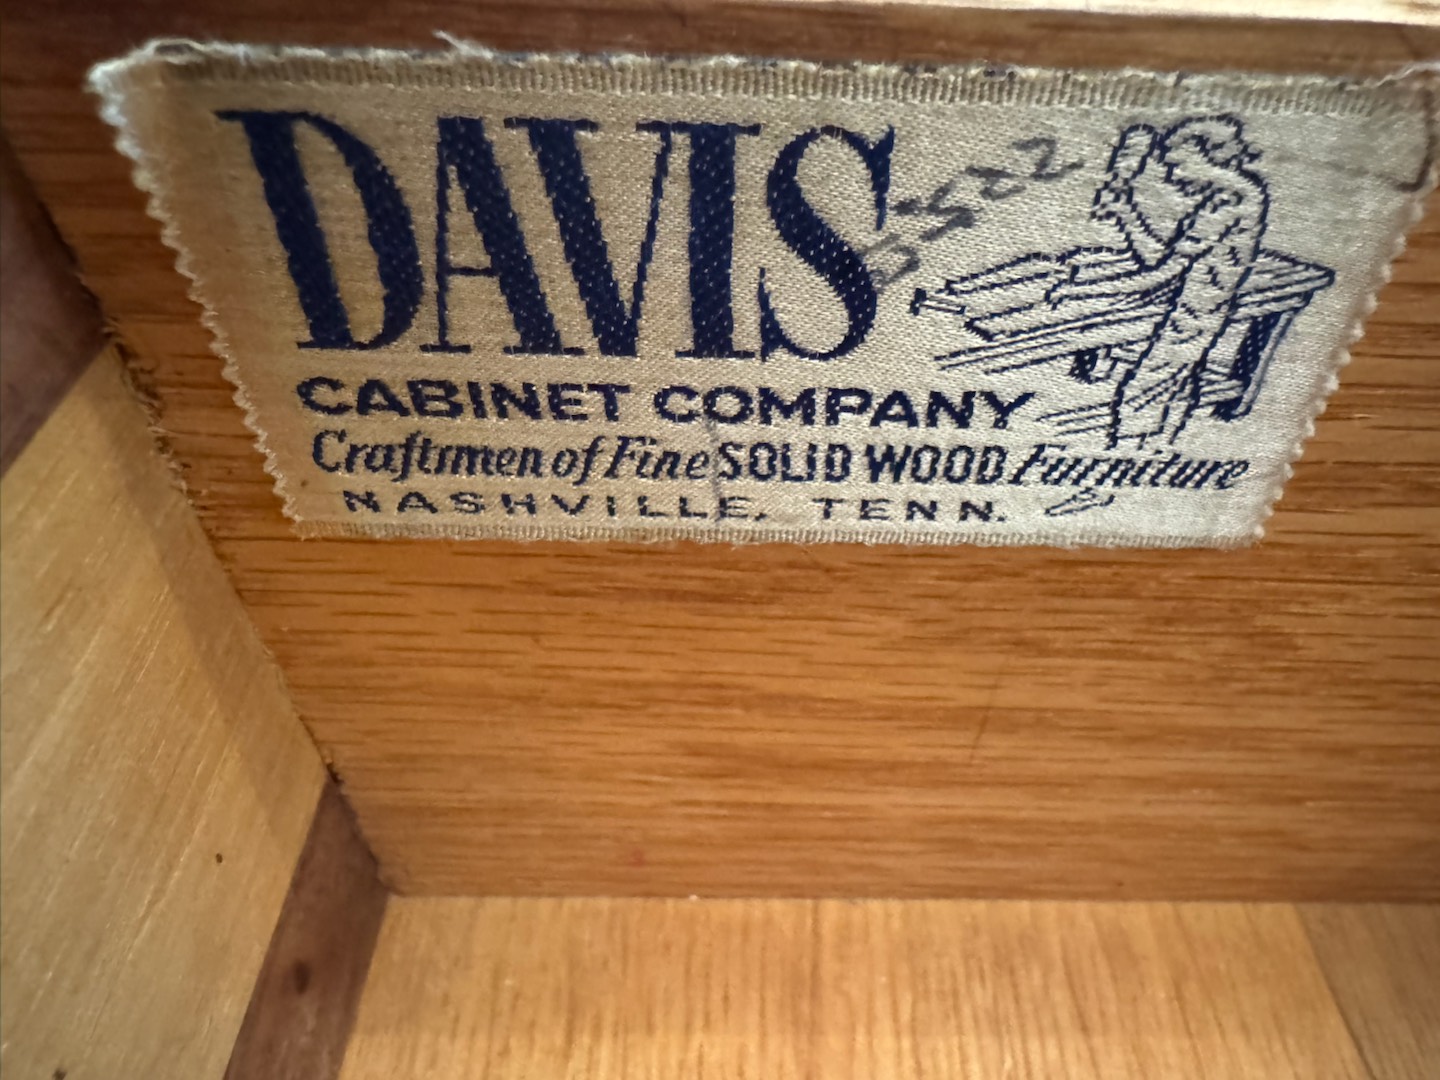 DAVIS
CABINET COMPANY
Craftsmen of Fine SOLID WOOD Furniture
NASHVILLE, TENN.